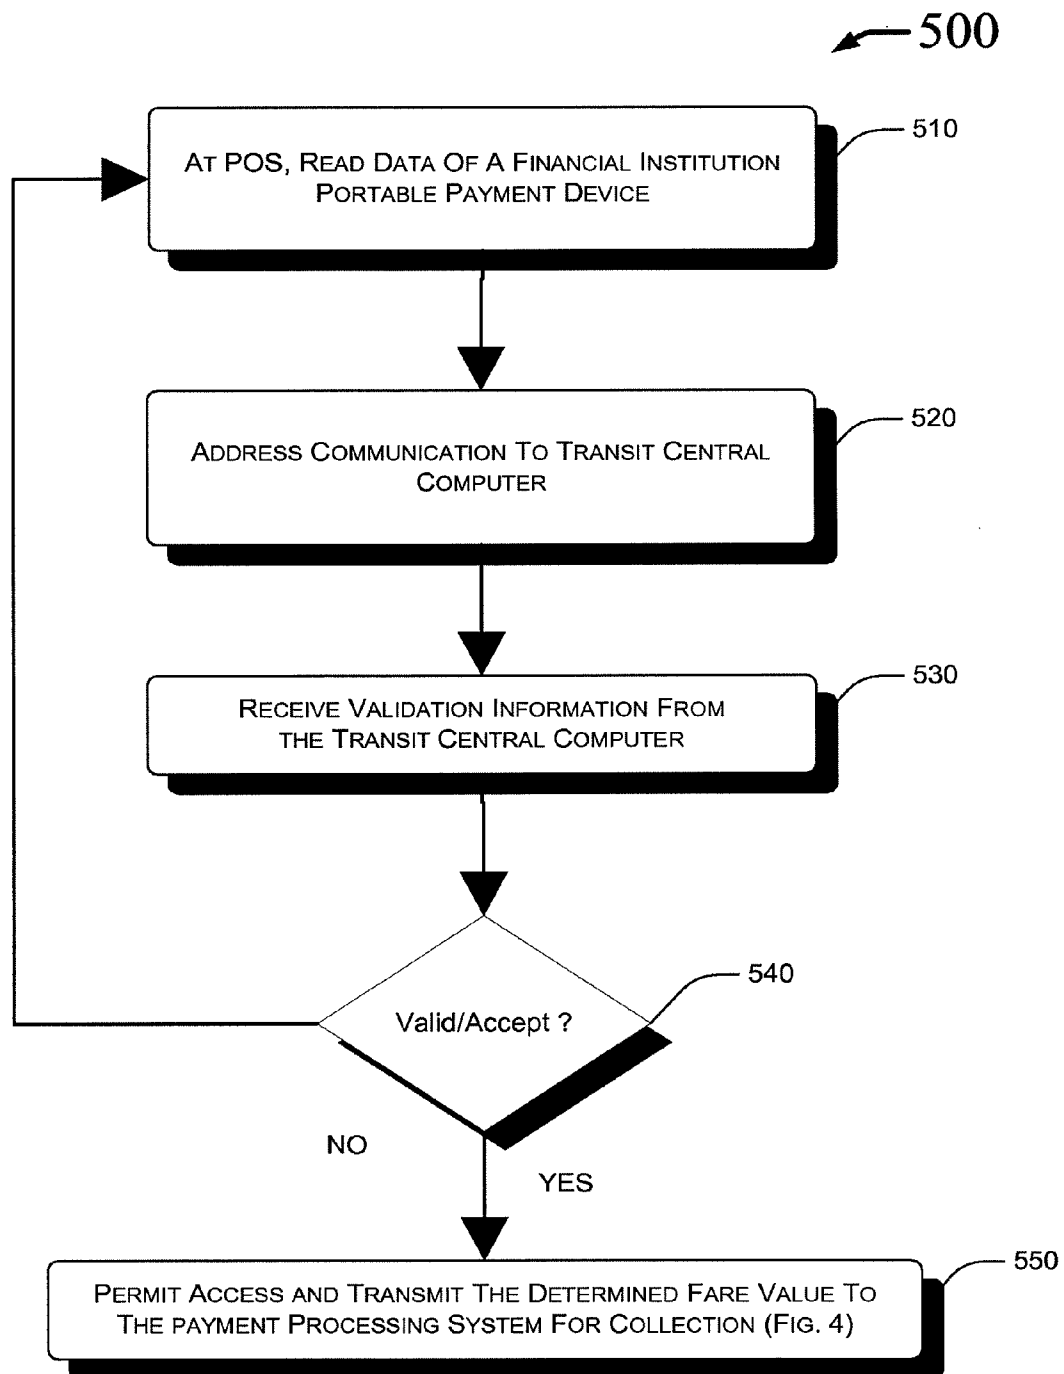 500
510
At POS, Read Data Of A Financial Institution
Portable Payment Device
520
Address Communication To Transit Central
Computer
530
Receive Validation Information From
the Transit Central Computer
540
Valid/Accept ?
NO
YES
550
Permit Access and Transmit The Determined Fare Value To
The payment Processing System For Collection (Fig. 4)